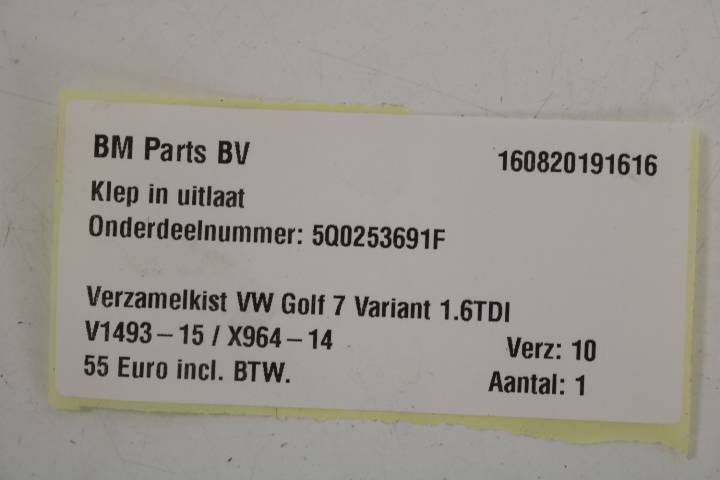 BM Parts BV 160820191616
Klep in uitlaat
Onderdeelnummer: 5Q0253691F
Verzamelkist VW Golf 7 Variant 1.6TDI
V1493-15 / X964-14 Verz: 10
55 Euro incl. BTW. Aantal: 1